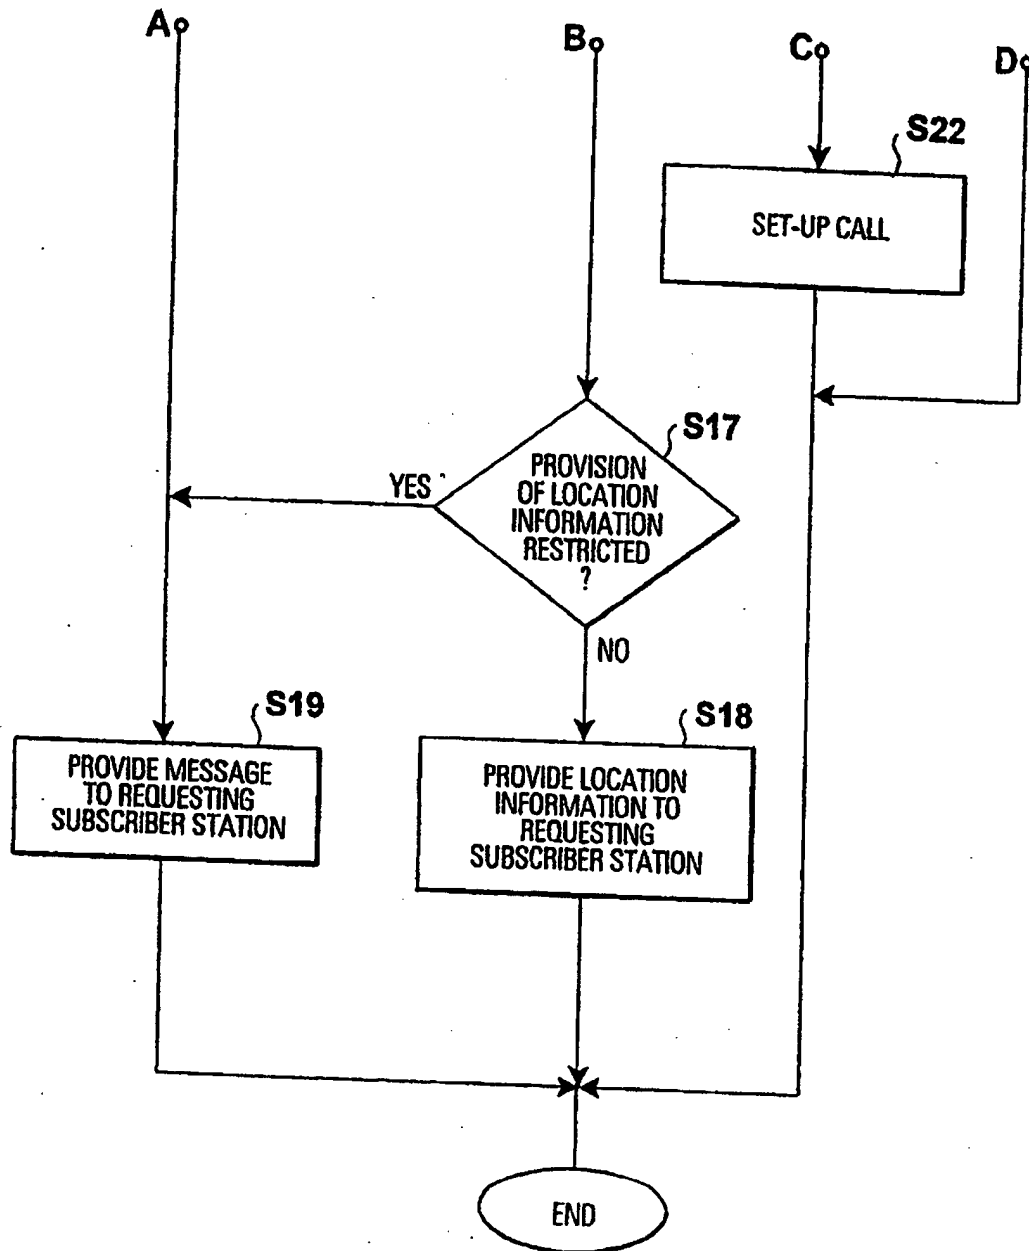 A
B
C
D
S22
SET-UP CALL
S17
PROVISION
OF LOCATION
INFORMATION
RESTRICTED
?
YES
NO
S19
PROVIDE MESSAGE
TO REQUESTING
SUBSCRIBER STATION
S18
PROVIDE LOCATION
INFORMATION TO
REQUESTING
SUBSCRIBER STATION
END